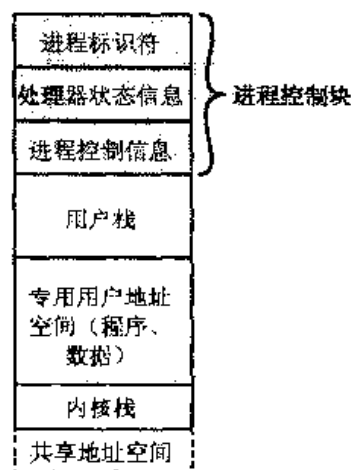 进程标识符
处理器状态信息
进程控制信息
进程控制块
用户栈
专用用户地址
空间（程序、
数据）
内核栈
共享地址空间